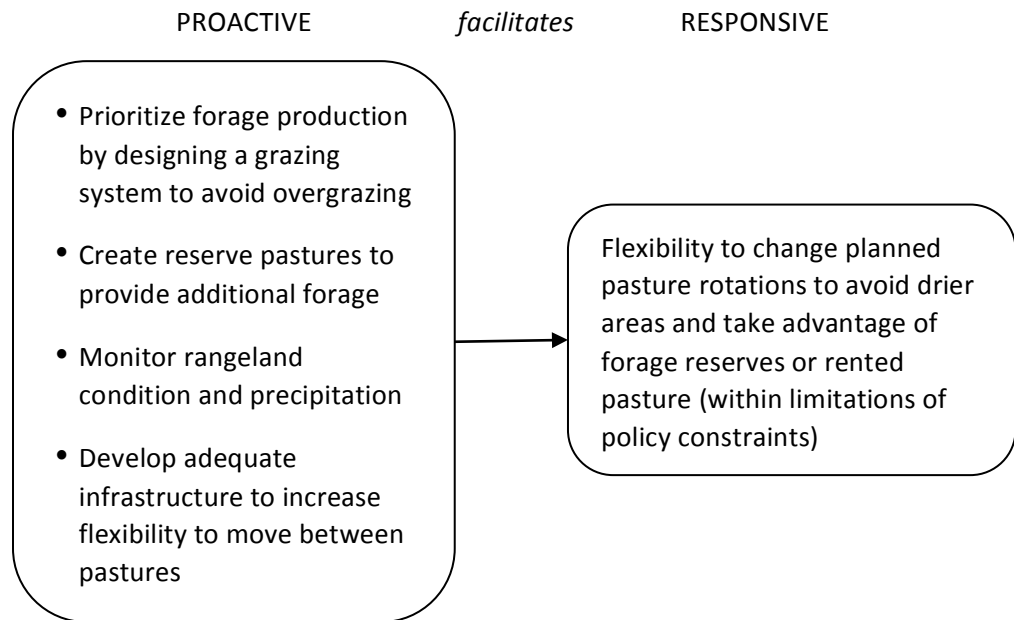 PROACTIVE facilitates RESPONSIVE
• Prioritize forage production
by designing a grazing
system to avoid overgrazing
• Create reserve pastures to
provide additional forage
• Monitor rangeland
condition and precipitation
• Develop adequate
infrastructure to increase
flexibility to move between
pastures
Flexibility to change planned
pasture rotations to avoid drier
areas and take advantage of
forage reserves or rented
pasture (within limitations of
policy constraints)